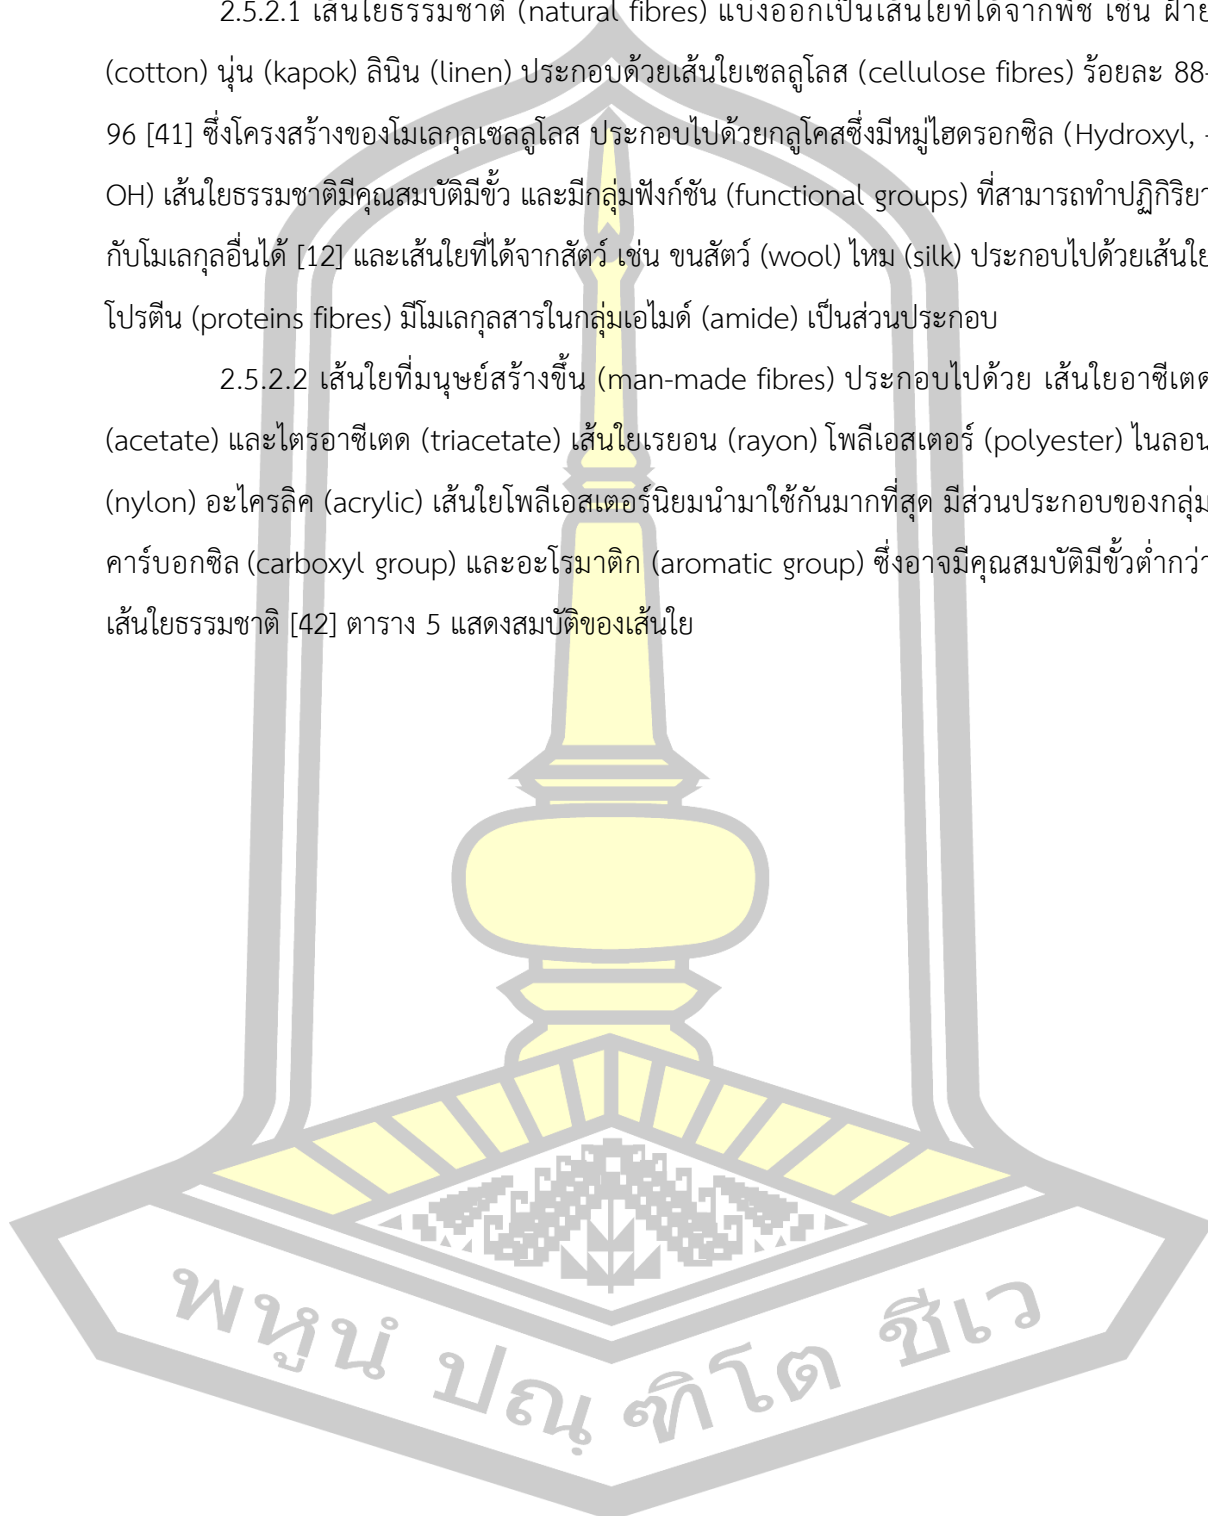 2.5.2.1 เส้นใยธรรมชาติ (natural fibres) แบ่งออกเป็นเส้นใยที่ได้จากพืช เช่น ฝ้าย
(cotton) นุ่น (kapok) ลินิน (linen) ประกอบด้วยเส้นใยเซลลูโลส (cellulose fibres) ร้อยละ 88-
96 [41] ซึ่งโครงสร้างของโมเลกุลเซลลูโลส ประกอบไปด้วยกลูโคสซึ่งมีหมู่ไฮดรอกซิล (Hydroxyl, -
OH) เส้นใยธรรมชาติมีคุณสมบัติมีขั้ว และมีกลุ่มฟังก์ชัน (functional groups) ที่สามารถทำปฏิกิริยา
กับโมเลกุลอื่นได้ [12] และเส้นใยที่ได้จากสัตว์ เช่น ขนสัตว์ (wool) ไหม (silk) ประกอบไปด้วยเส้นใย
โปรตีน (proteins fibres) มีโมเลกุลสารในกลุ่มเอไมด์ (amide) เป็นส่วนประกอบ
2.5.2.2 เส้นใยที่มนุษย์สร้างขึ้น (man-made fibres) ประกอบไปด้วย เส้นใยอาซีเตด
(acetate) และไตรอาซีเตด (triacetate) เส้นใยเรยอน (rayon) โพลีเอสเตอร์ (polyester) ไนลอน
(nylon) อะไครลิค (acrylic) เส้นใยโพลีเอสเตอร์นิยมนำมาใช้กันมากที่สุด มีส่วนประกอบของกลุ่ม
คาร์บอกซิล (carboxyl group) และอะโรมาติก (aromatic group) ซึ่งอาจมีคุณสมบัติมีขั้วต่ำกว่า
เส้นใยธรรมชาติ [42] ตาราง 5 แสดงสมบัติของเส้นใย
พหูนํ ปณฺ ฑิโต ชีเว